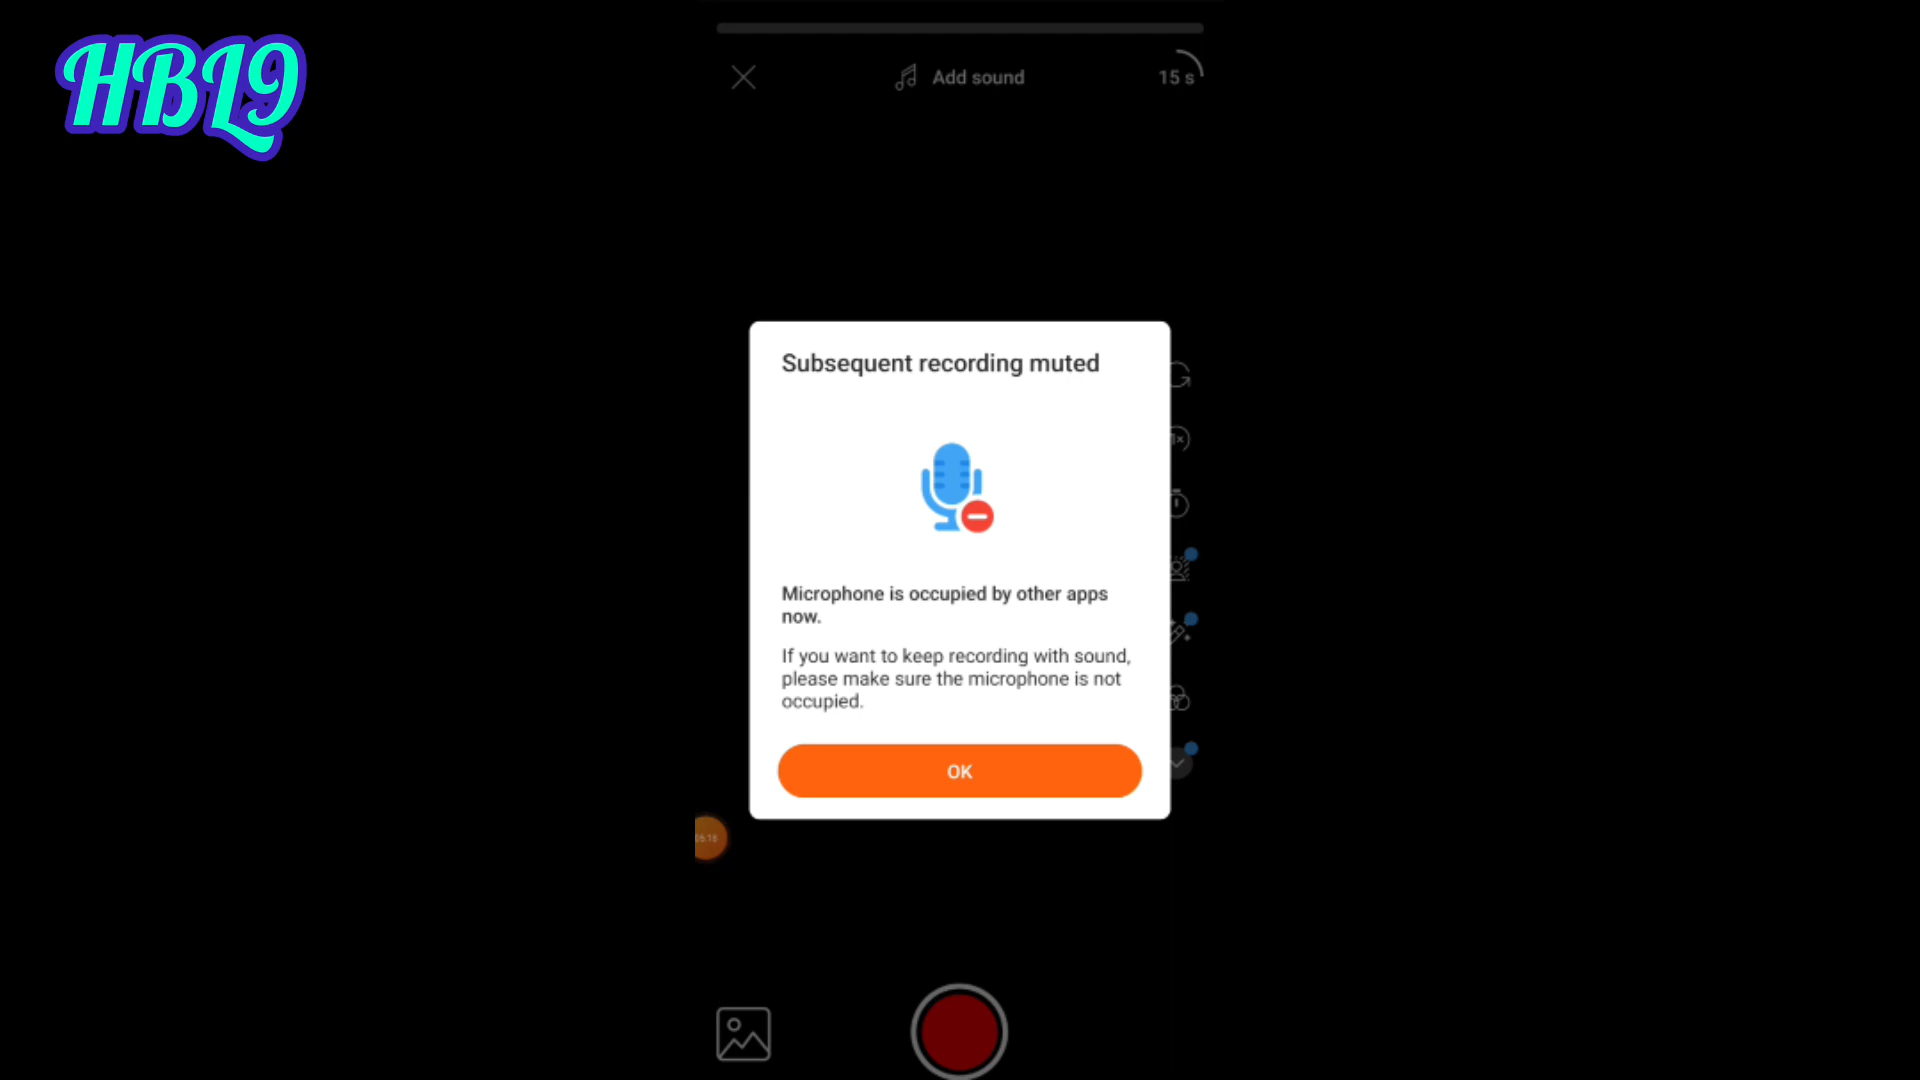 HBL9
Add sound
15 s
Subsequent recording muted
Microphone is occupied by other apps
now.
If you want to keep recording with sound,
please make sure the microphone is not
occupied.
OK